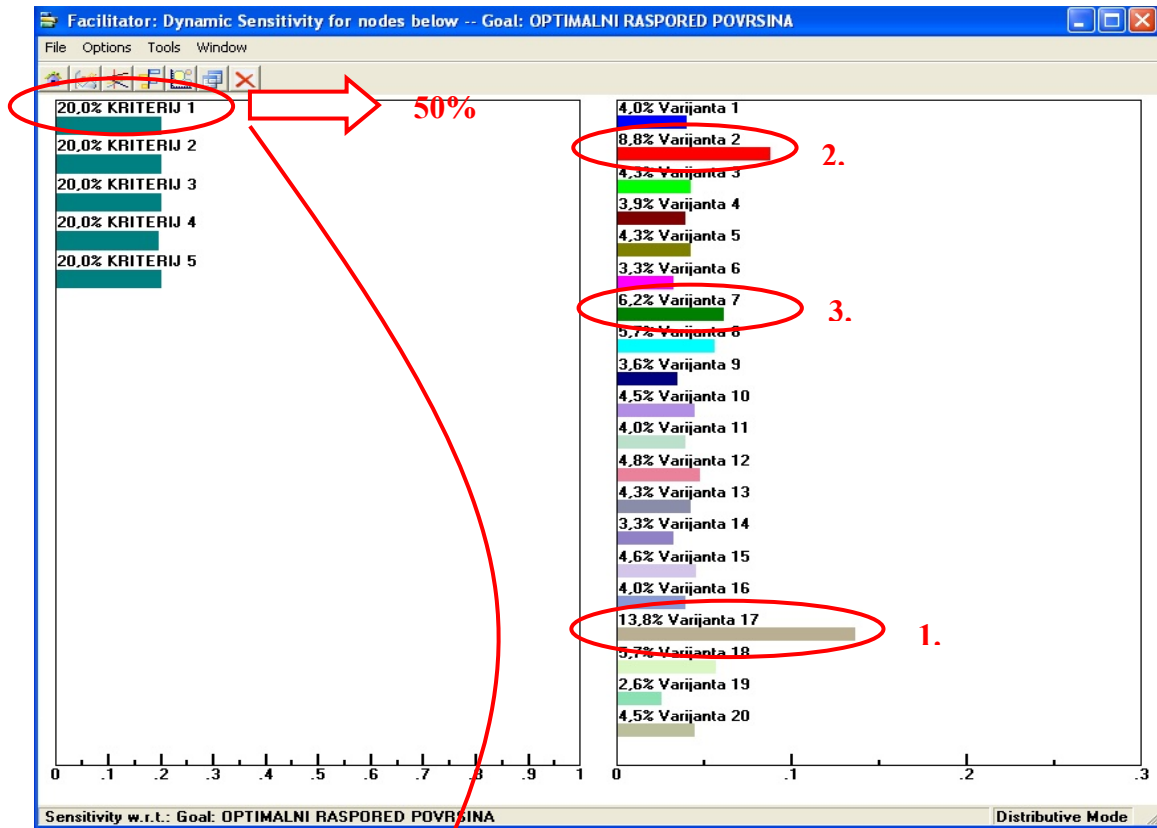 Facilitator: Dynamic Sensitivity for nodes below -- Goal: OPTIMALNI RASPORED POVRSINA
File Options Tools Window
20,0% KRITERIJ 1
50%
20,0% KRITERIJ 2
20,0% KRITERIJ 3
20,0% KRITERIJ 4
20,0% KRITERIJ 5
0 .1 .2 .3 .4 .5 .6 .7 .8 .9 1
4,0% Varijanta 1
8,8% Varijanta 2
2.
4,3% Varijanta 3
3,9% Varijanta 4
4,3% Varijanta 5
3,3% Varijanta 6
6,2% Varijanta 7
3.
5,7% Varijanta 8
3,6% Varijanta 9
4,5% Varijanta 10
4,0% Varijanta 11
4,8% Varijanta 12
4,3% Varijanta 13
3,3% Varijanta 14
4,6% Varijanta 15
4,0% Varijanta 16
13,8% Varijanta 17
1.
5,7% Varijanta 18
2,6% Varijanta 19
4,5% Varijanta 20
0 .1 .2 .3
Sensitivity w.r.t.: Goal: OPTIMALNI RASPORED POVRSINA
Distributive Mode